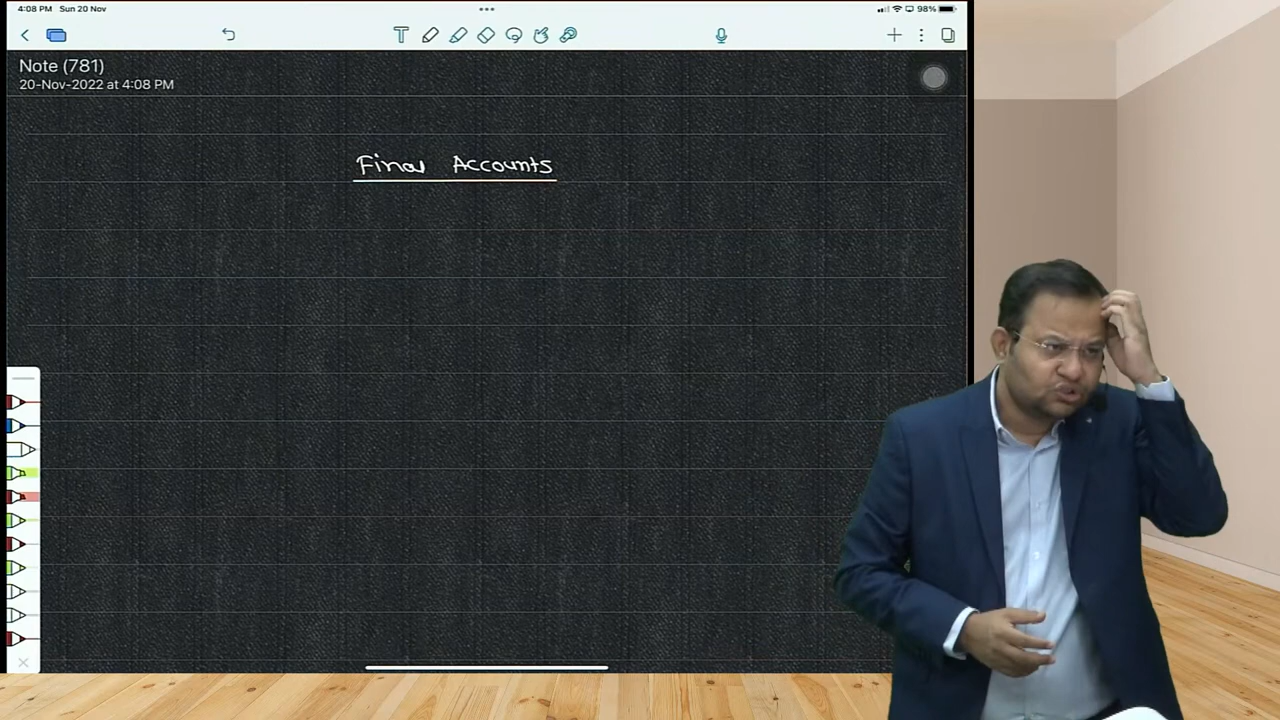 4:08 PM Sun 20 Nov
98%
Note (781)
20-Nov-2022 at 4:08 PM
Final Accounts